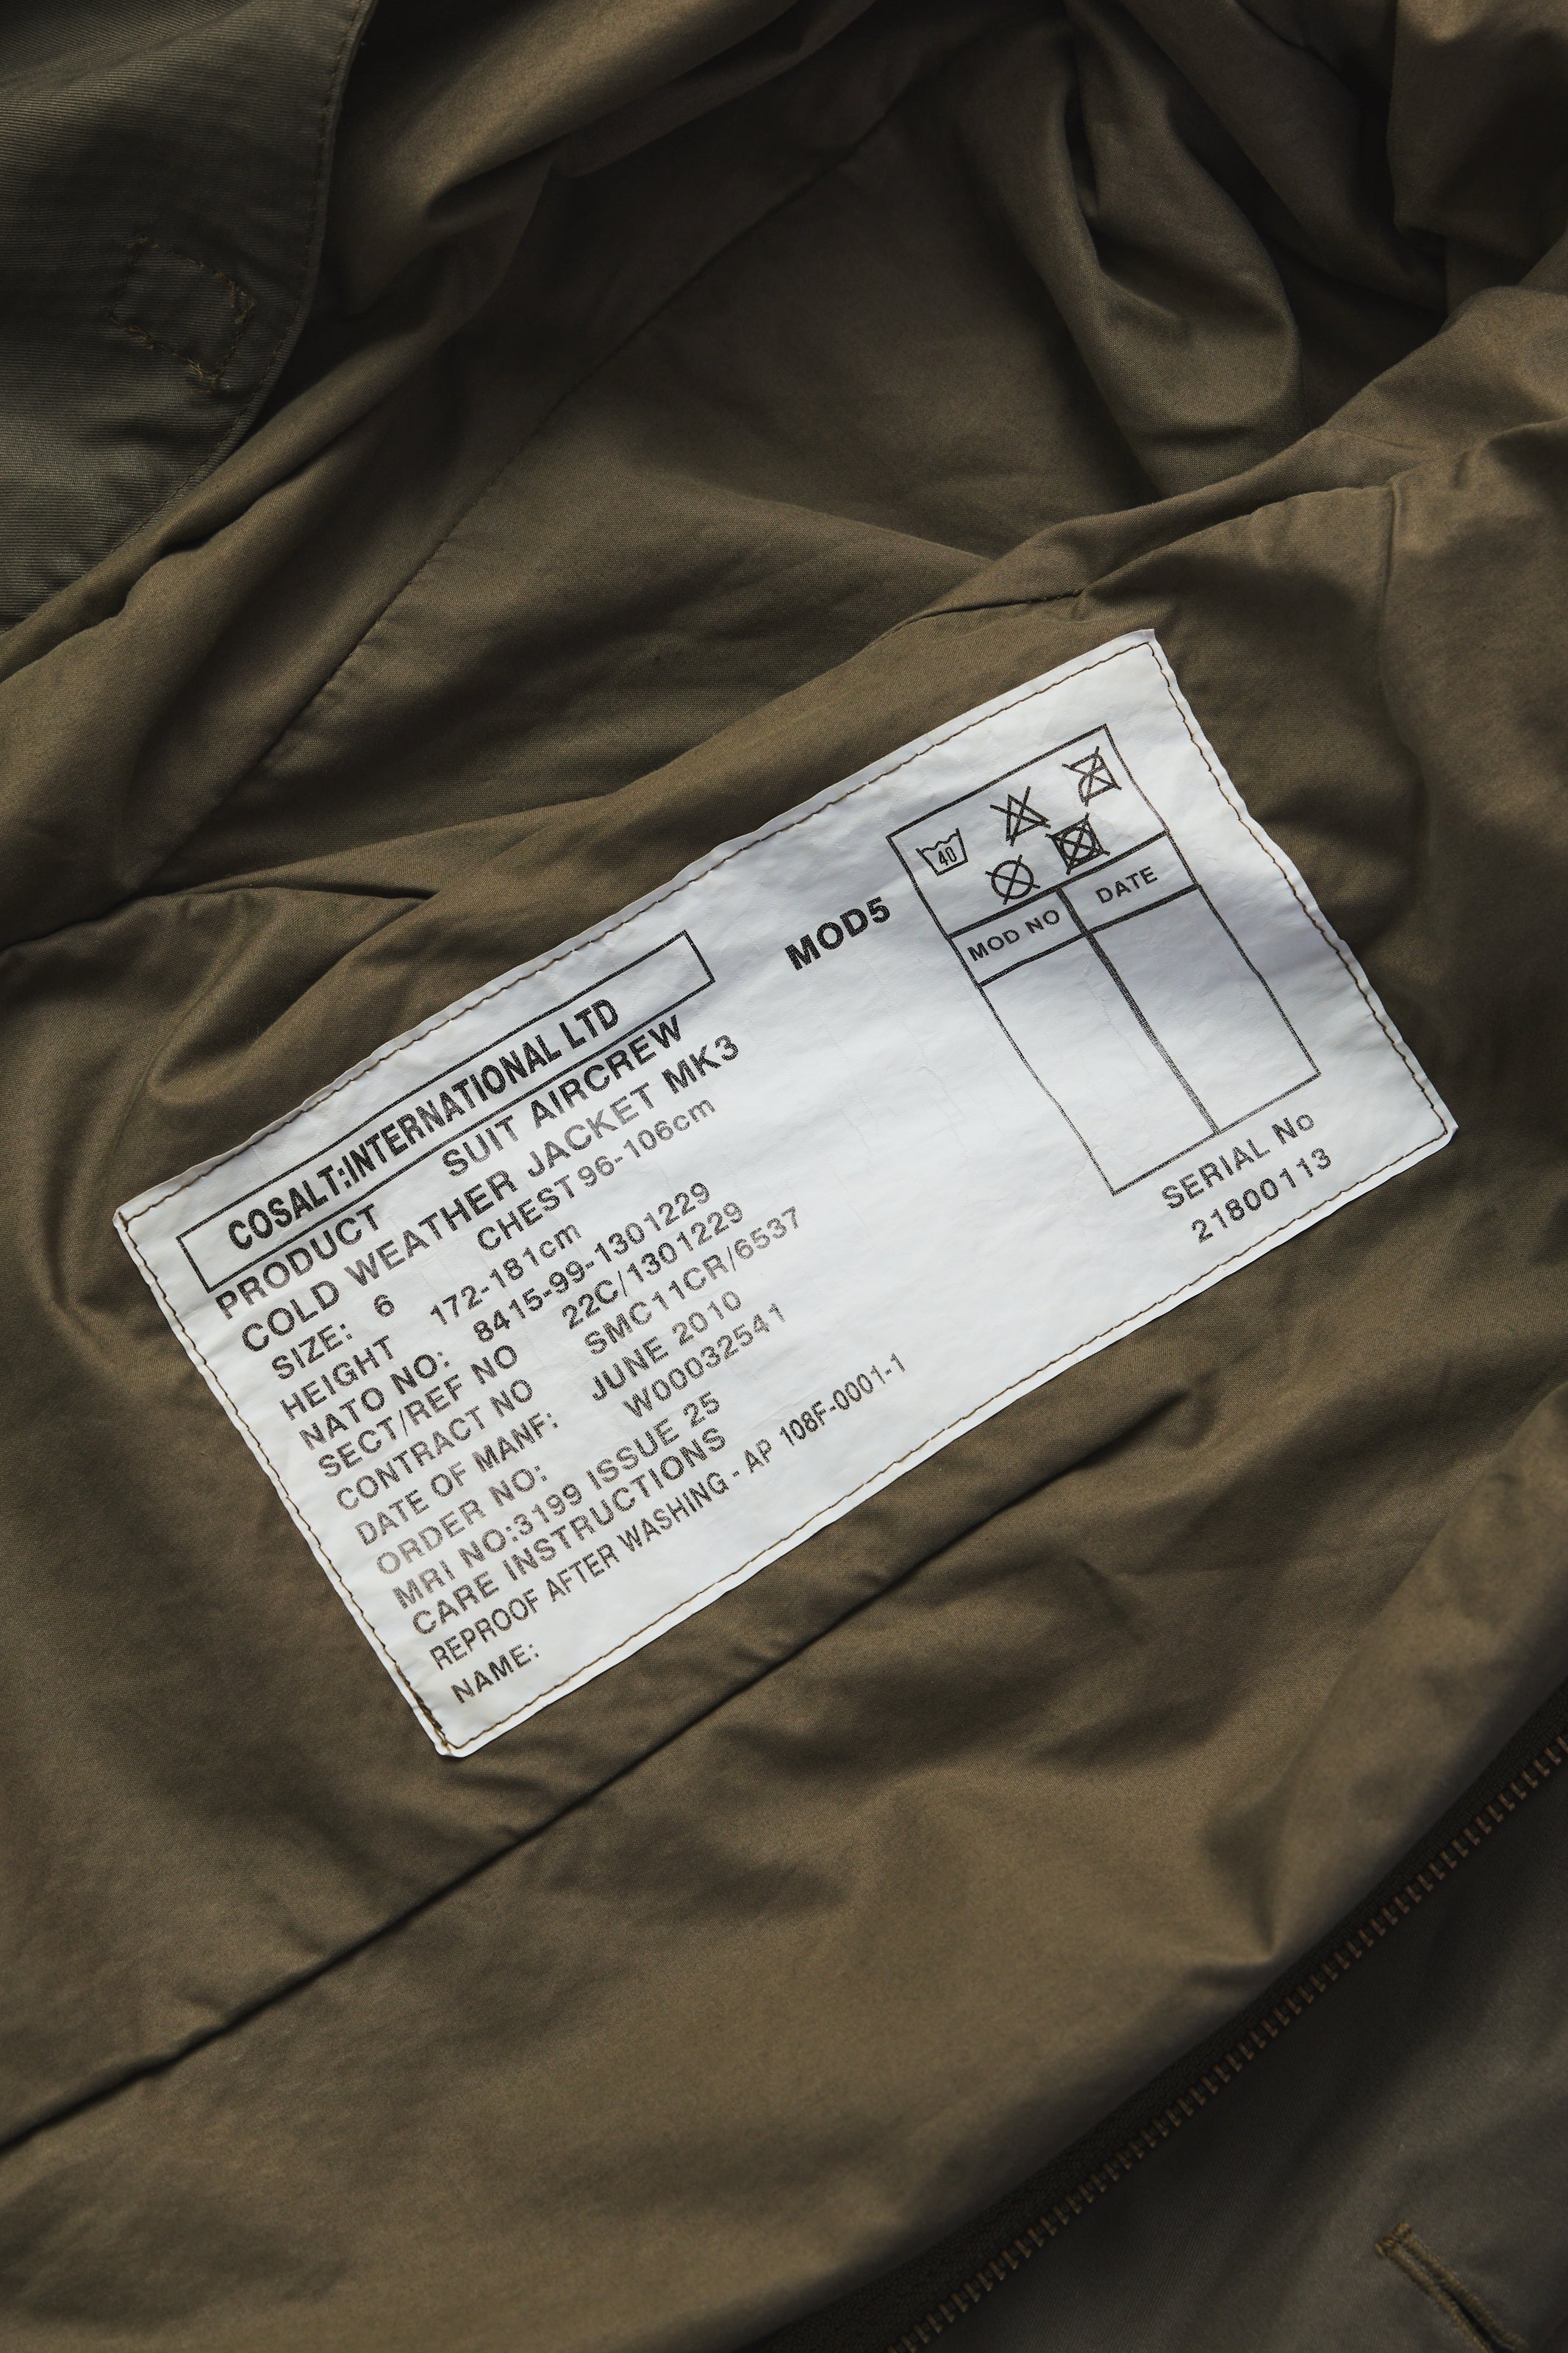 COSALT:INTERNATIONAL LTD
PRODUCT SUIT AIRCREW
COLD WEATHER JACKET MK3
SIZE: 6 CHEST 96-106cm
HEIGHT 172-181cm
NATO NO: 8415-99-1301229
SECT/REF NO 22C/1301229
CONTRACT NO SMC11CR/6537
DATE OF MANF: JUNE 2010
ORDER NO: W00032541
MRI NO:3199 ISSUE 25
CARE INSTRUCTIONS
REPROOF AFTER WASHING - AP 108F-0001-1
NAME:
MOD5
40
MOD NO DATE
SERIAL No
21800113